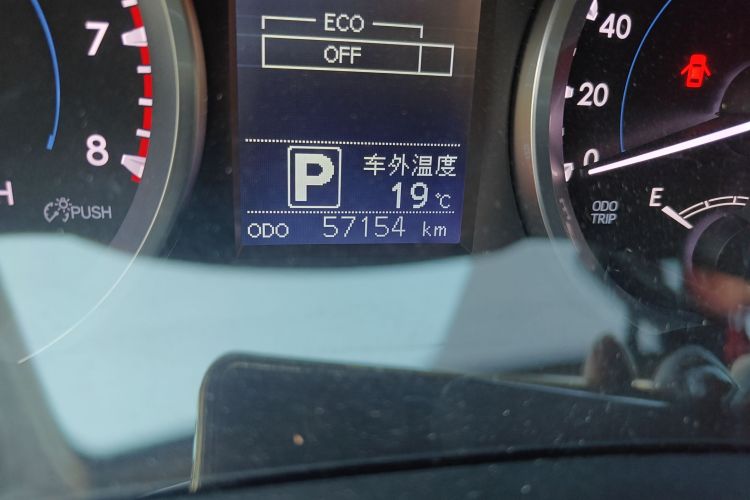 7
8
H
PUSH
ECO
OFF
P
车外温度
19℃
ODO 57154 km
40
20
0
ODO
TRIP
E